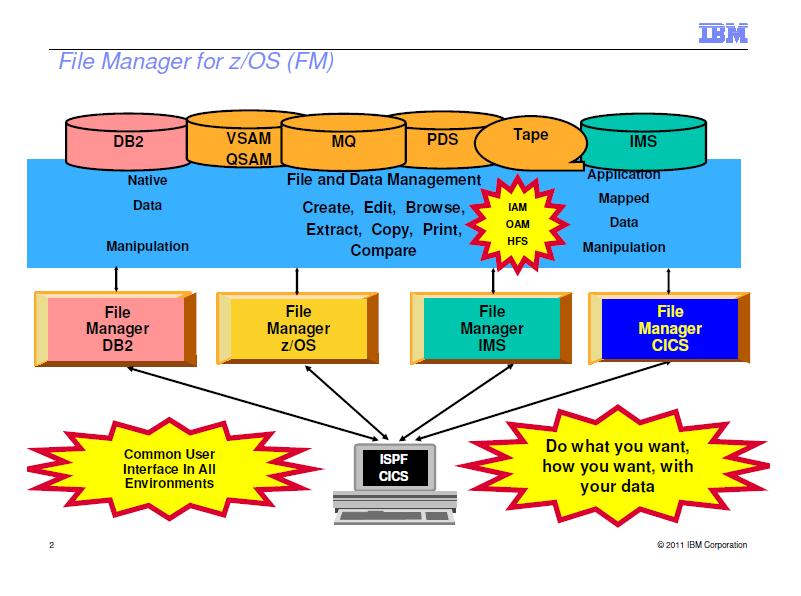 IBM
File Manager for z/OS (FM)
DB2
VSAM
QSAM
MQ
PDS
Tape
IMS
Native
Data
Manipulation
File and Data Management
Create, Edit, Browse,
Extract, Copy, Print,
Compare
IAM
OAM
HFS
Application
Mapped
Data
Manipulation
File
Manager
DB2
File
Manager
z/OS
File
Manager
IMS
File
Manager
CICS
Common User
Interface In All
Environments
ISPF
CICS
Do what you want,
how you want, with
your data
2
© 2011 IBM Corporation